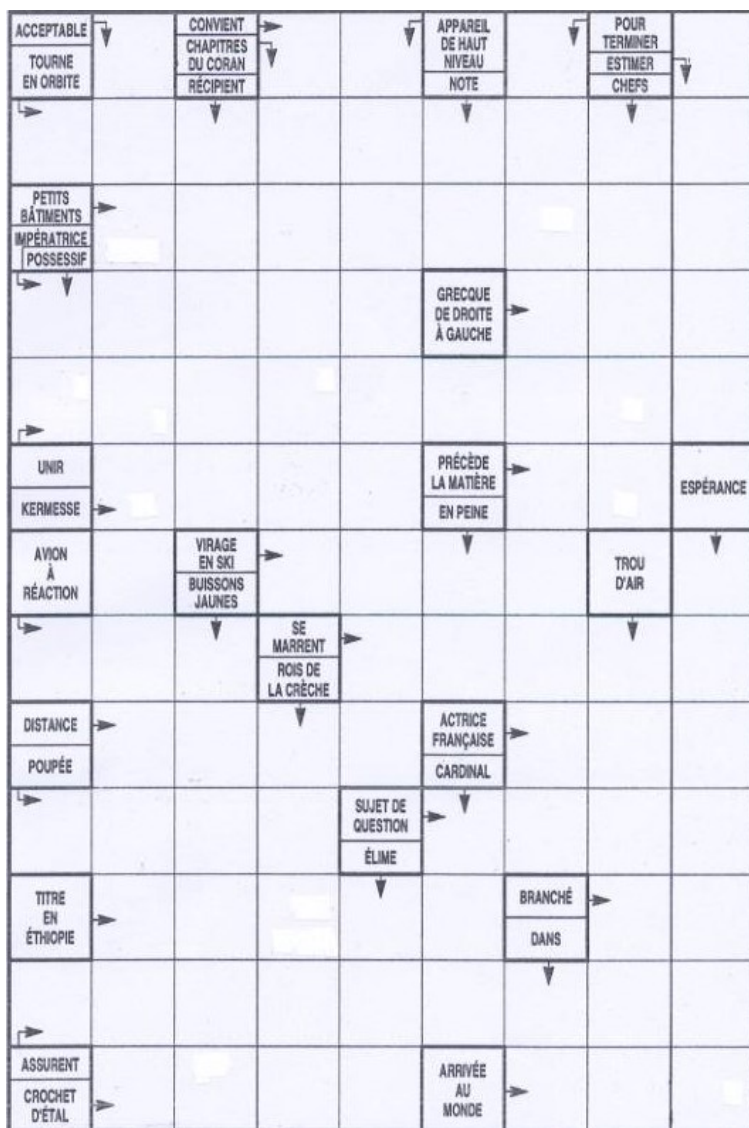 ACCEPTABLE
TOURNE
EN ORBITE
CONVIENT
CHAPITRES
DU CORAN
RÉCIPIENT
APPAREIL
DE HAUT
NIVEAU
NOTE
POUR
TERMINER
ESTIMER
CHEFS
PETITS
BÂTIMENTS
IMPÉRATRICE
POSSESSIF
GRECQUE
DE DROITE
À GAUCHE
UNIR
KERMESSE
PRÉCÈDE
LA MATIÈRE
EN PEINE
ESPÉRANCE
AVION
À
RÉACTION
VIRAGE
EN SKI
BUISSONS
JAUNES
TROU
D'AIR
SE
MARRENT
ROIS DE
LA CRÈCHE
DISTANCE
POUPÉE
ACTRICE
FRANÇAISE
CARDINAL
SUJET DE
QUESTION
ÉLIME
TITRE
EN
ÉTHIOPIE
BRANCHÉ
DANS
ASSURENT
CROCHET
D'ÉTAL
ARRIVÉE
AU
MONDE